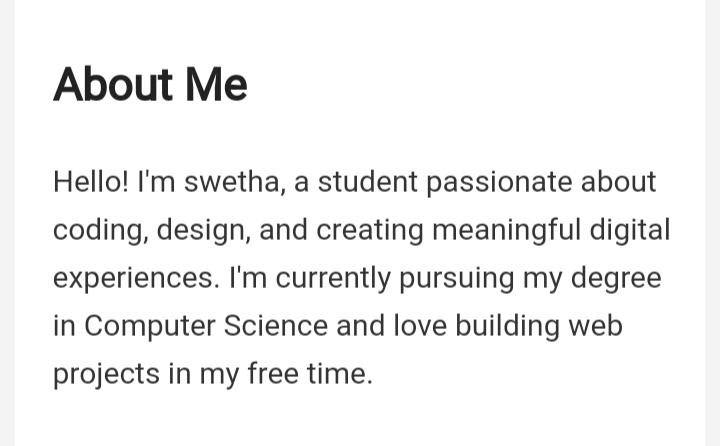 About Me
Hello! I'm swetha, a student passionate about
coding, design, and creating meaningful digital
experiences. I'm currently pursuing my degree
in Computer Science and love building web
projects in my free time.